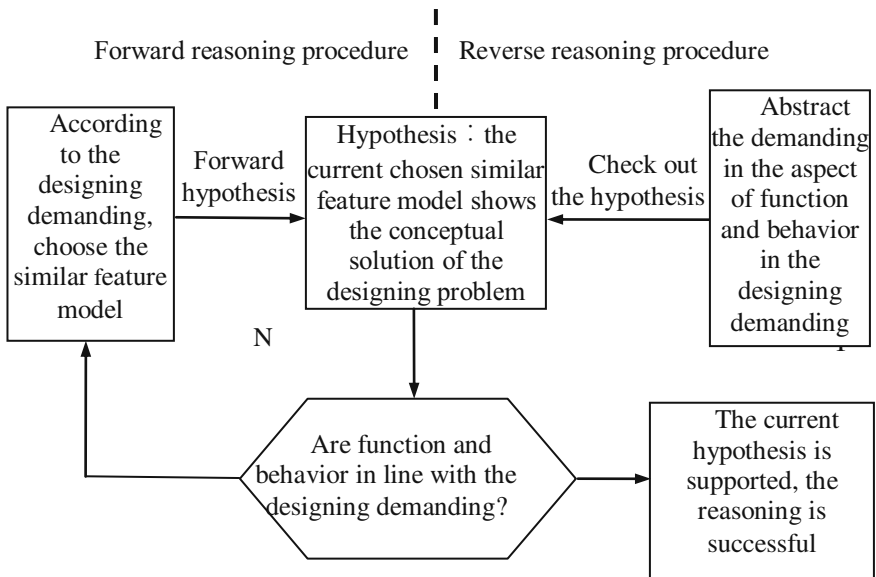 Forward reasoning procedure
Reverse reasoning procedure
According
to the
designing
demanding,
choose the
similar feature
model
Forward
hypothesis
Hypothesis：the
current chosen similar
feature model shows
the conceptual
solution of the
designing problem
Check out
the hypothesis
Abstract
the demanding
in the aspect
of function
and behavior
in the
designing
demanding
N
Are function and
behavior in line with the
designing demanding?
The current
hypothesis is
supported, the
reasoning is
successful